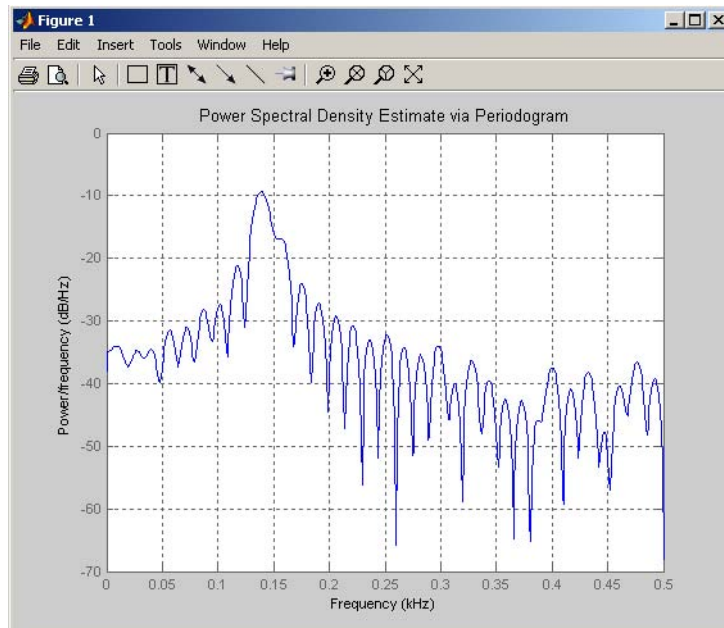 Figure 1
File Edit Insert Tools Window Help
T
Power Spectral Density Estimate via Periodogram
Power/frequency (dB/Hz)
0
-10
-20
-30
-40
-50
-60
-70
0 0.05 0.1 0.15 0.2 0.25 0.3 0.35 0.4 0.45 0.5
Frequency (kHz)